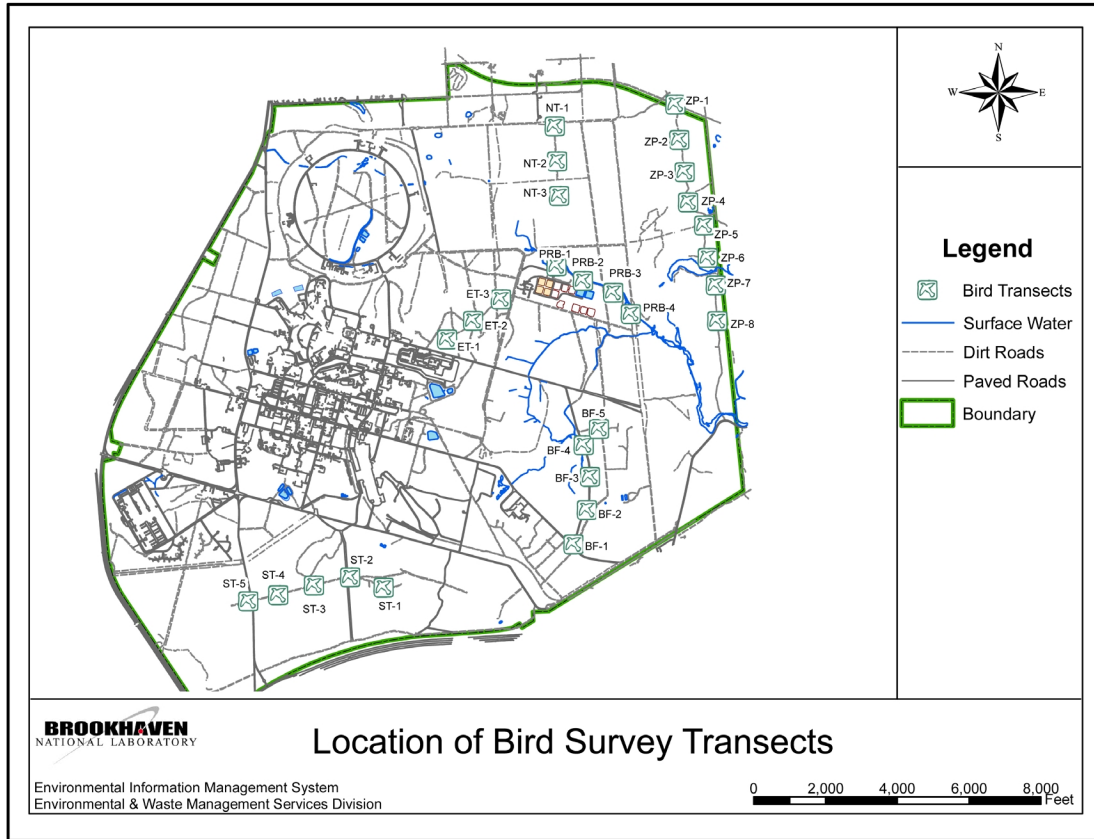 N
W E
S
NT-1
ZP-1
ZP-2
NT-2
ZP-3
NT-3
ZP-4
ZP-5
PRB-1
ZP-6
PRB-2
PRB-3
ZP-7
ET-3
PRB-4
ET-2
ZP-8
ET-1
BF-5
BF-4
BF-3
BF-2
BF-1
ST-2
ST-4
ST-5
ST-3
ST-1
Legend
Bird Transects
Surface Water
Dirt Roads
Paved Roads
Boundary
BROOKHAVEN
NATIONAL LABORATORY
Location of Bird Survey Transects
Environmental Information Management System
Environmental & Waste Management Services Division
0 2,000 4,000 6,000 8,000
Feet